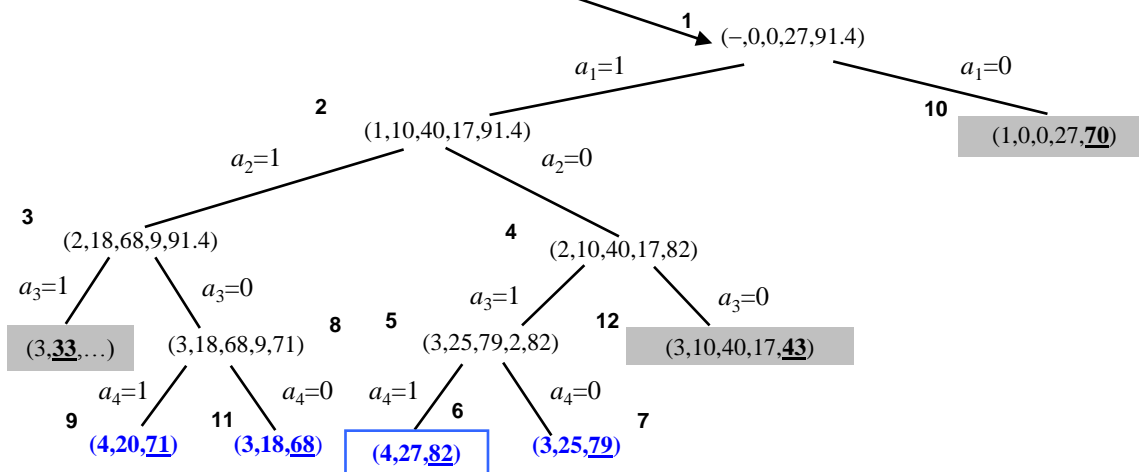 1
(−,0,0,27,91.4)
a₁=1
a₁=0
2
10
(1,10,40,17,91.4)
(1,0,0,27,70)
a₂=1
a₂=0
3
4
(2,18,68,9,91.4)
(2,10,40,17,82)
a₃=1
a₃=0
a₃=1
a₃=0
8
5
12
(3,33,…)
(3,18,68,9,71)
(3,25,79,2,82)
(3,10,40,17,43)
a₄=1
a₄=0
a₄=1
a₄=0
9
11
6
7
(4,20,71)
(3,18,68)
(4,27,82)
(3,25,79)